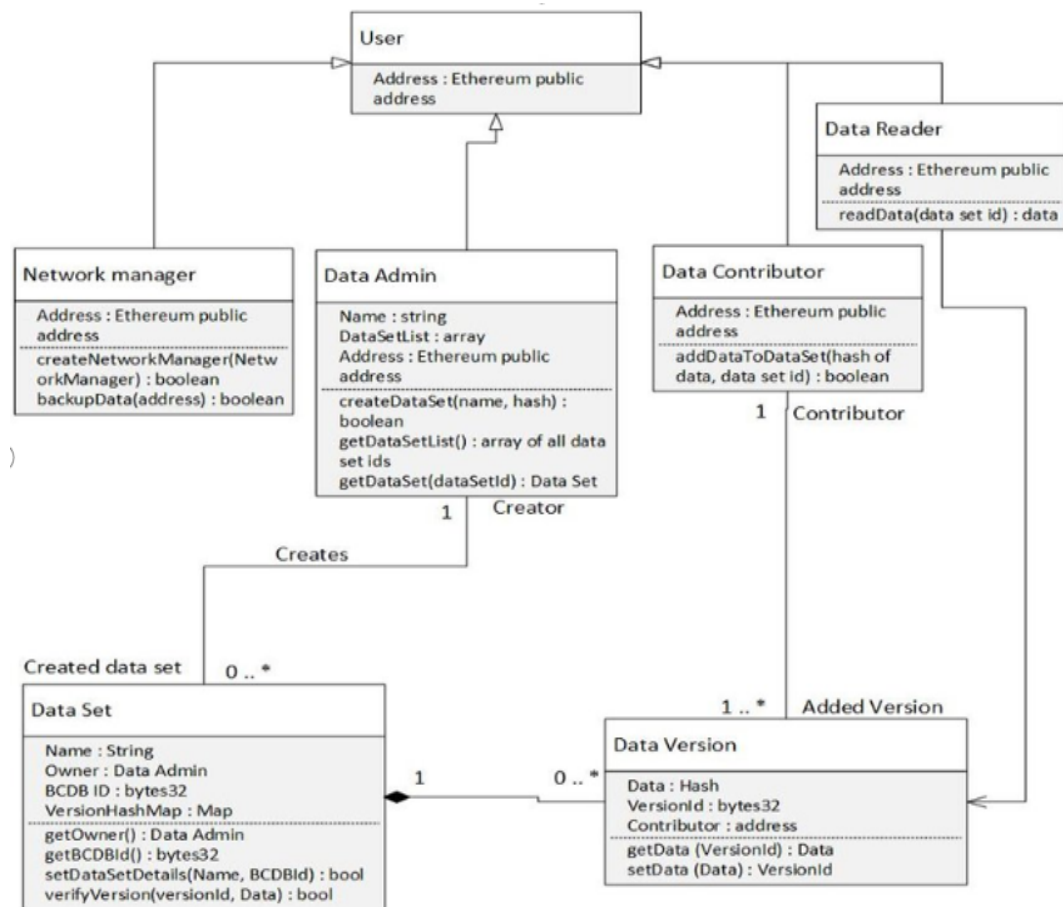 User
Address : Ethereum public
address
Data Reader
Address : Ethereum public
address
readData(data set id) : data
Network manager
Address : Ethereum public
address
createNetworkManager(Netw
orkManager) : boolean
backupData(address) : boolean
Data Admin
Name : string
DataSetList : array
Address : Ethereum public
address
createDataSet(name, hash) :
boolean
getDataSetList() : array of all data
set ids
getDataSet(dataSetId) : Data Set
Data Contributor
Address : Ethereum public
address
addDataToDataSet(hash of
data, data set id) : boolean
1 Contributor
1 Creator
Creates
Created data set
0 .. *
1 .. * Added Version
Data Set
Name : String
Owner : Data Admin
BCDB ID : bytes32
VersionHashMap : Map
getOwner() : Data Admin
getBCDBId() : bytes32
setDataSetDetails(Name, BCDBId) : bool
verifyVersion(versionId, Data) : bool
1
0 .. *
Data Version
Data : Hash
VersionId : bytes32
Contributor : address
getData (VersionId) : Data
setData (Data) : VersionId